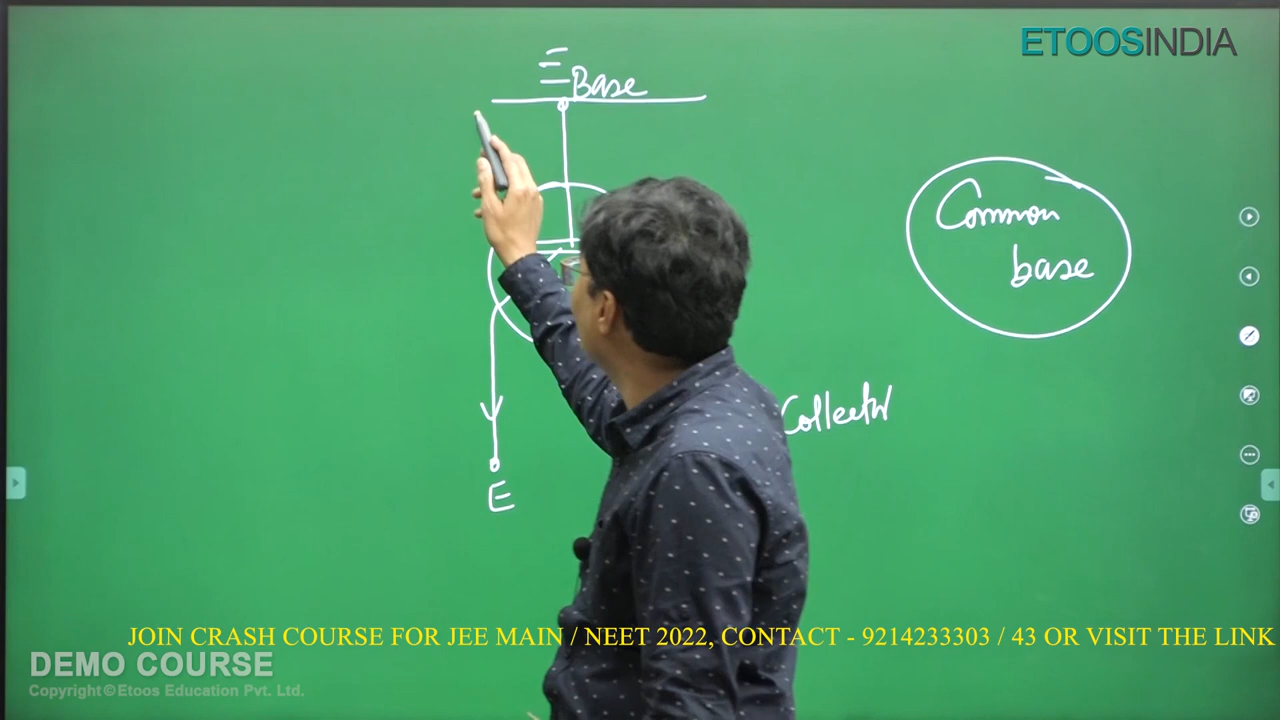 ETOOSINDIA
Base
Common
base
Collector
E
JOIN CRASH COURSE FOR JEE MAIN / NEET 2022, CONTACT - 9214233303 / 43 OR VISIT THE LINK
DEMO COURSE
Copyright © Etoos Education Pvt. Ltd.